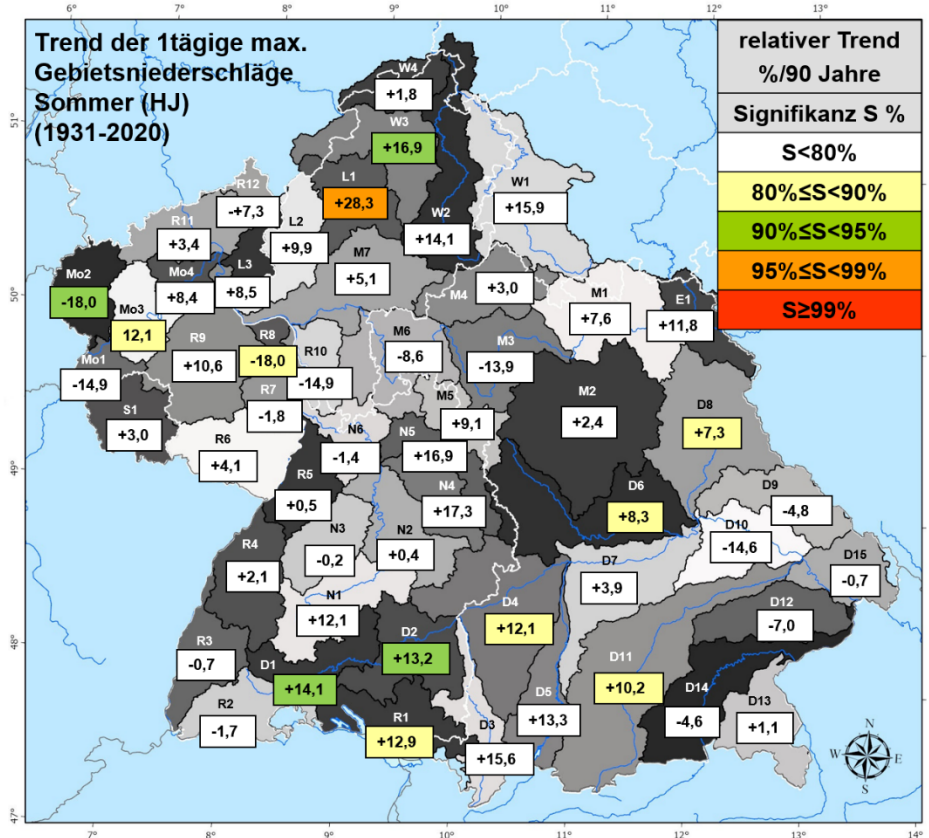 6°
7°
8°
9°
10°
11°
12°
13°
Trend der 1tägige max.
Gebietsniederschläge
Sommer (HJ)
(1931-2020)
relativer Trend
%/90 Jahre
Signifikanz S %
S<80%
80%≤S<90%
90%≤S<95%
95%≤S<99%
S≥99%
51°
50°
49°
48°
47°
W4
+1,8
W3
+16,9
L1
+28,3
W1
+15,9
R12
-+7,3
L2
+9,9
W2
+14,1
R11
+3,4
Mo2
-18,0
Mo4
+8,4
L3
+8,5
M7
+5,1
M4
+3,0
M1
+7,6
E1
+11,8
Mo3
12,1
R9
+10,6
R8
-18,0
R10
-14,9
M6
-8,6
M3
-13,9
Mo1
-14,9
S1
+3,0
R7
-1,8
M5
+9,1
M2
+2,4
D8
+7,3
R6
+4,1
N6
-1,4
N5
+16,9
R5
+0,5
N4
+17,3
D6
+8,3
D9
-4,8
D10
-14,6
N3
-0,2
N2
+0,4
R4
+2,1
D7
+3,9
D15
-0,7
N1
+12,1
D4
+12,1
D12
-7,0
R3
-0,7
D1
+14,1
D2
+13,2
D11
+10,2
D14
-4,6
D13
+1,1
R2
-1,7
R1
+12,9
D3
+15,6
D5
+13,3
N
W
E
S
7°
8°
9°
10°
11°
12°
13°
14°